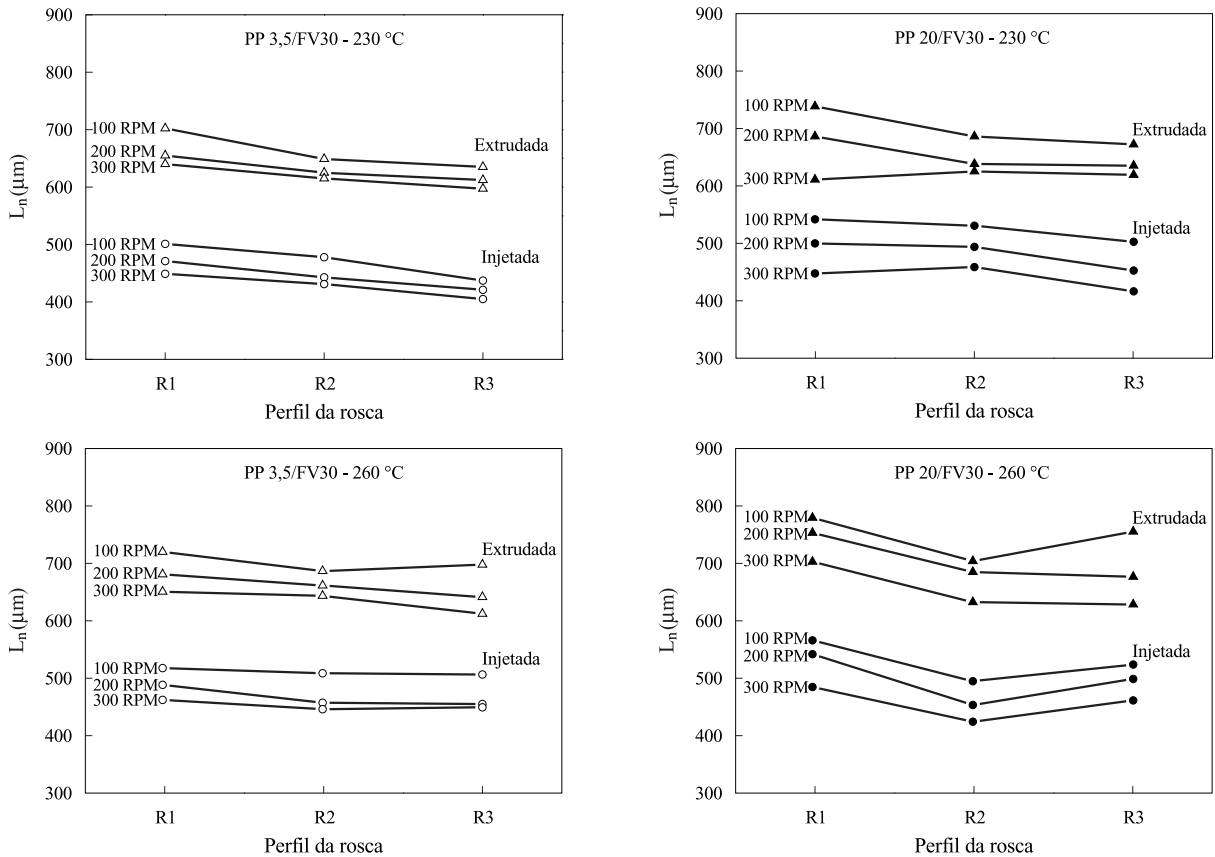 PP 3,5/FV30 - 230 °C
900
800
700
600
500
400
300
Lₙ(μm)
100 RPM
200 RPM
300 RPM
Extrudada
100 RPM
200 RPM
300 RPM
Injetada
R1 R2 R3
Perfil da rosca
PP 20/FV30 - 230 °C
900
800
700
600
500
400
300
Lₙ(μm)
100 RPM
200 RPM
300 RPM
Extrudada
100 RPM
200 RPM
300 RPM
Injetada
R1 R2 R3
Perfil da rosca
PP 3,5/FV30 - 260 °C
900
800
700
600
500
400
300
Lₙ(μm)
100 RPM
200 RPM
300 RPM
Extrudada
100 RPM
200 RPM
300 RPM
Injetada
R1 R2 R3
Perfil da rosca
PP 20/FV30 - 260 °C
900
800
700
600
500
400
300
Lₙ(μm)
100 RPM
200 RPM
300 RPM
Extrudada
100 RPM
200 RPM
300 RPM
Injetada
R1 R2 R3
Perfil da rosca